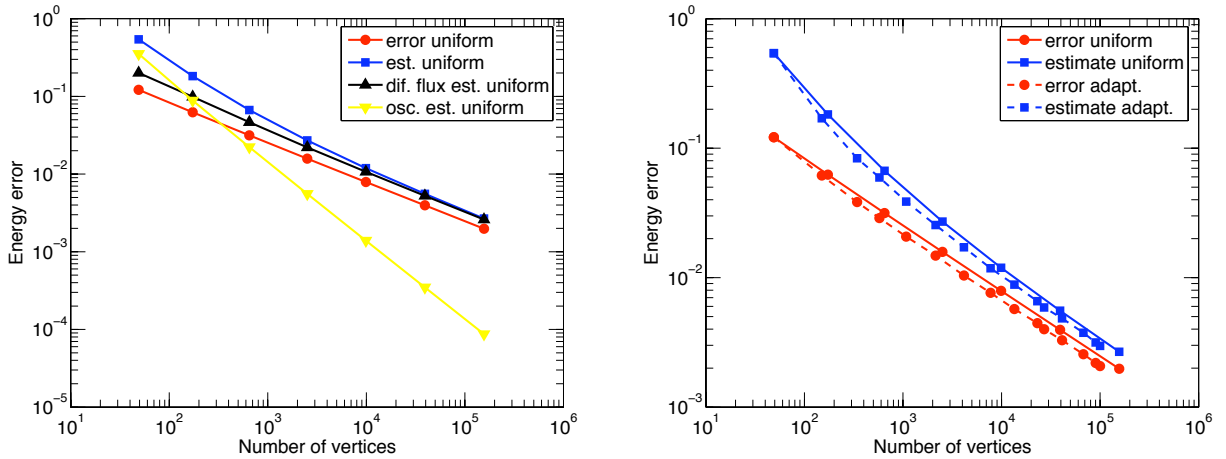 10^0
10^-1
10^-2
10^-3
10^-4
10^-5
Energy error
10^1 10^2 10^3 10^4 10^5 10^6
Number of vertices
error uniform
est. uniform
dif. flux est. uniform
osc. est. uniform
10^0
10^-1
10^-2
10^-3
Energy error
10^1 10^2 10^3 10^4 10^5 10^6
Number of vertices
error uniform
estimate uniform
error adapt.
estimate adapt.